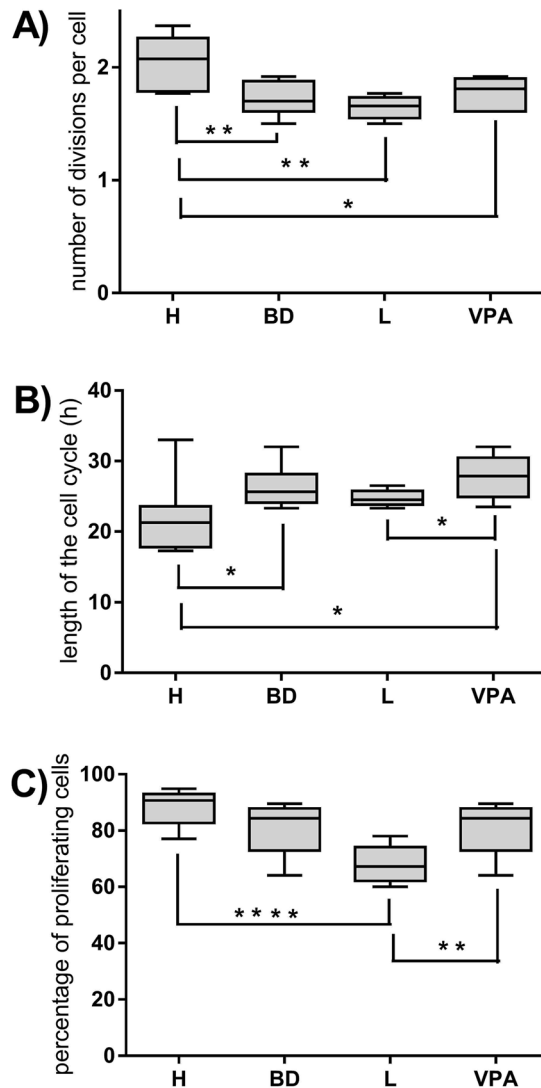 A)
number of divisions per cell
2
1
0
* *
* *
*
H BD L VPA
B)
length of the cell cycle (h)
40
30
20
10
0
*
*
*
H BD L VPA
C)
percentage of proliferating cells
100
80
60
40
20
0
* * * *
* *
H BD L VPA